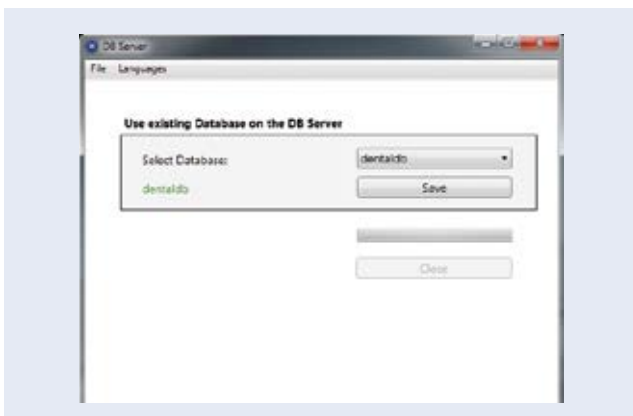 DB Server
File Languages
Use existing Database on the DB Server
Select Database: dentaldb
dentaldb Save
Close